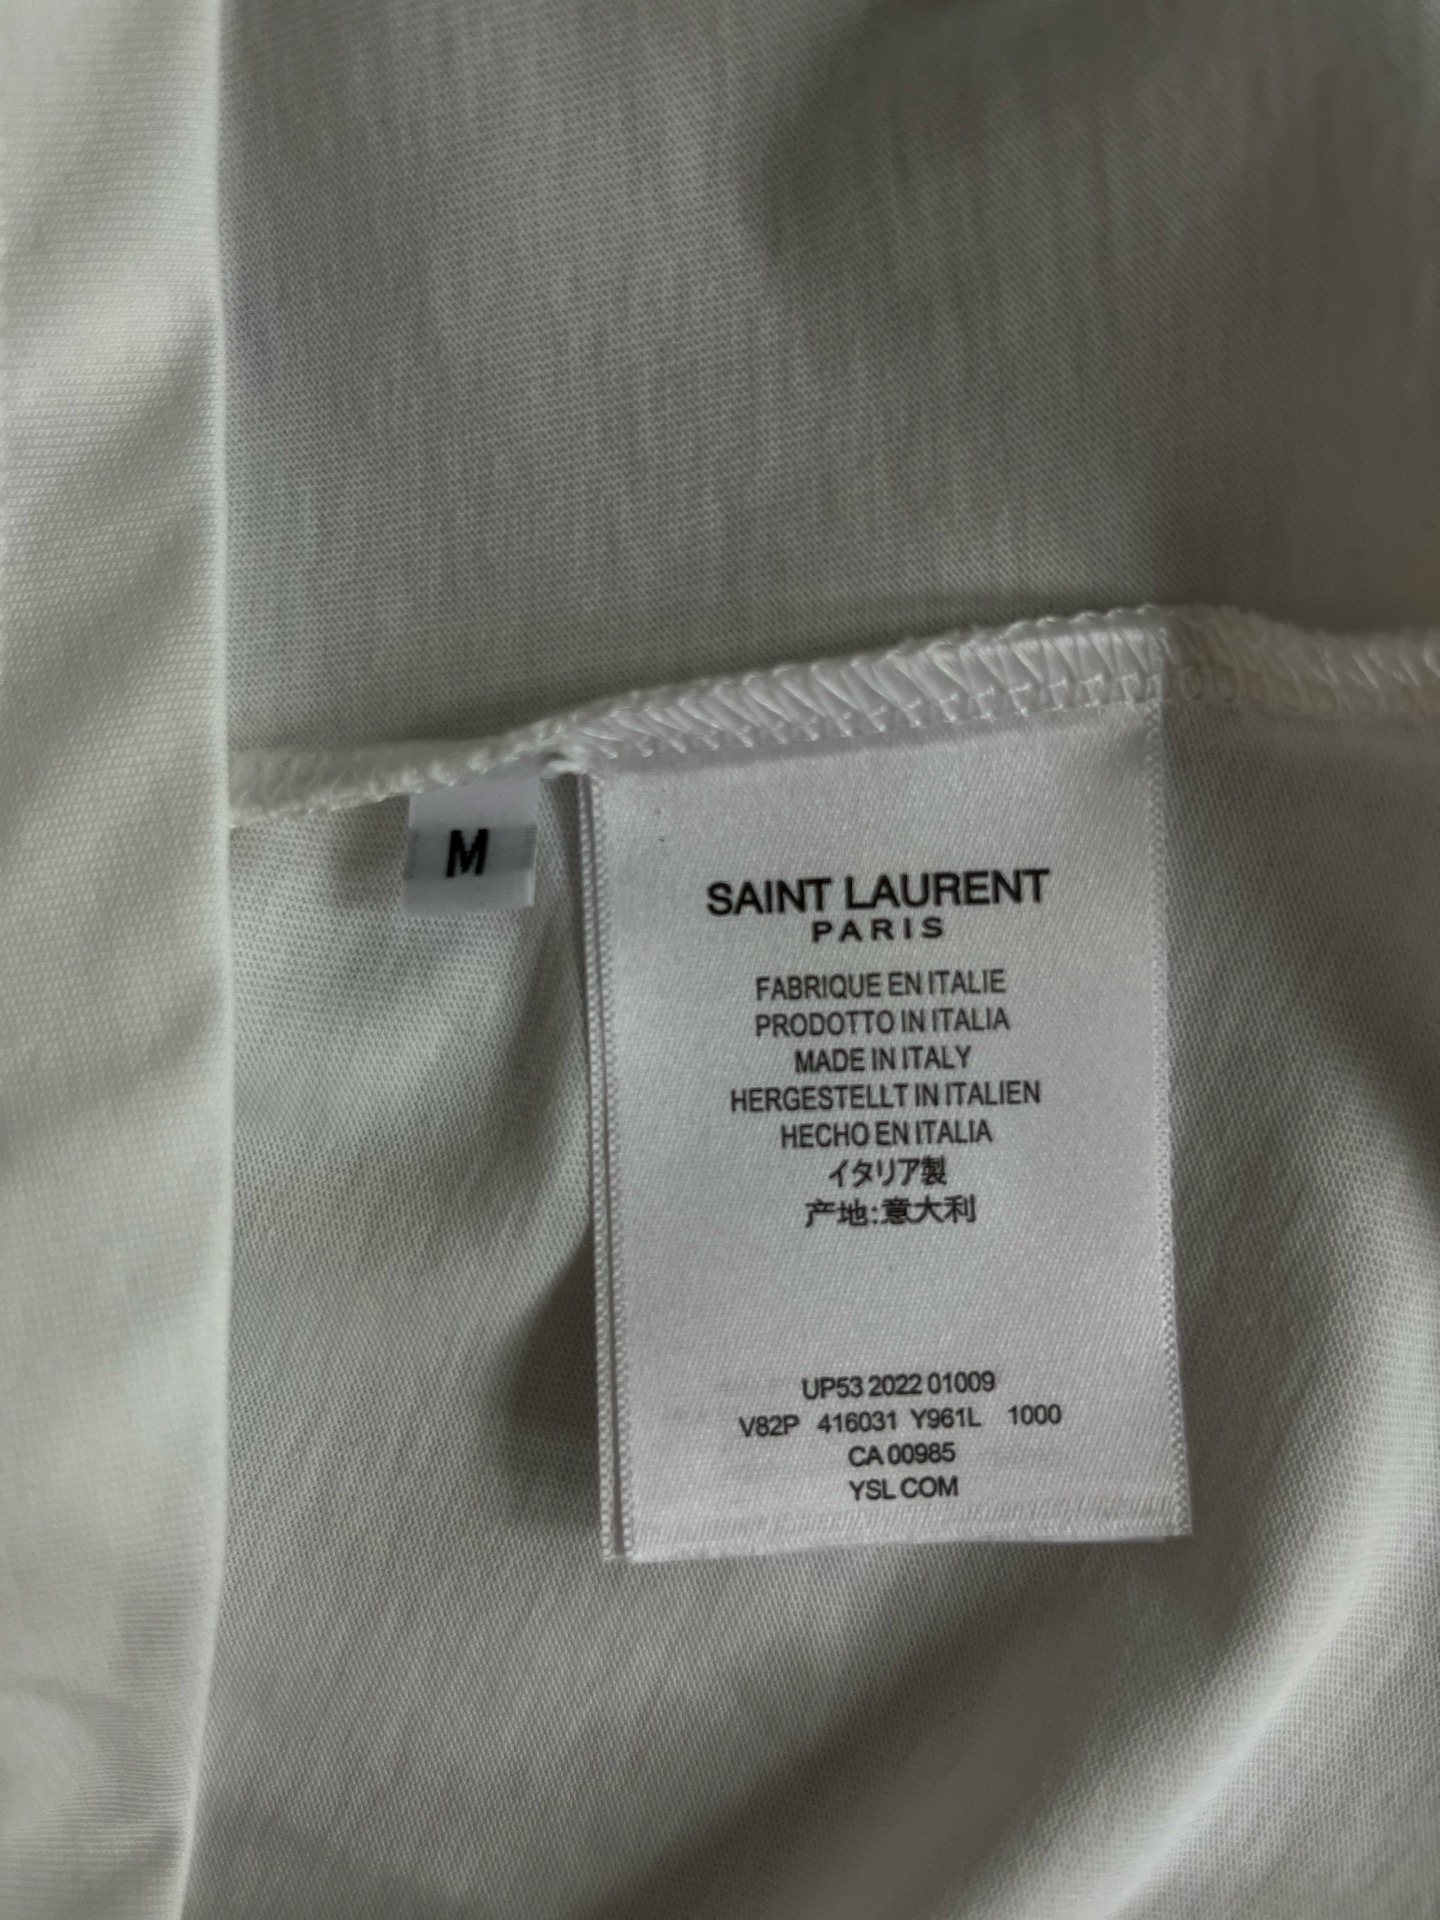 M
SAINT LAURENT
PARIS
FABRIQUE EN ITALIE
PRODOTTO IN ITALIA
MADE IN ITALY
HERGESTELLT IN ITALIEN
HECHO EN ITALIA
イタリア製
产地:意大利
UP53 2022 01009
V82P 416031 Y961L 1000
CA 00985
YSL COM